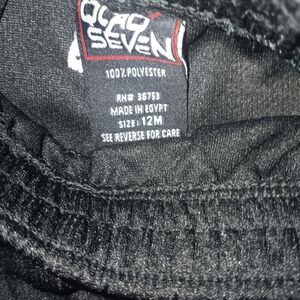 QUAD
SEVEN
100% POLYESTER
RN# 36753
MADE IN EGYPT
SIZE: 12M
SEE REVERSE FOR CARE